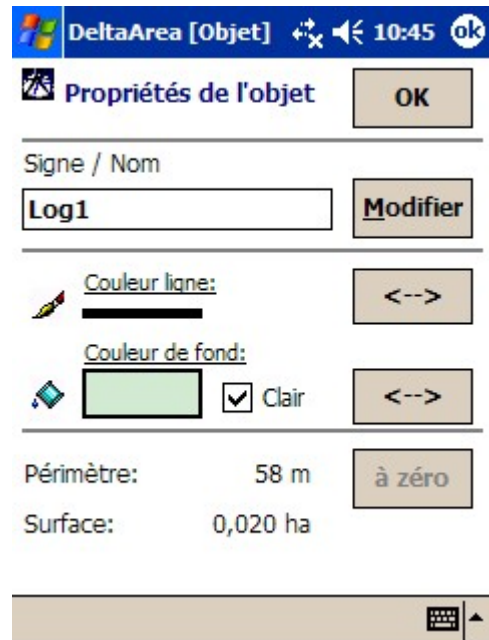 DeltaArea [Objet] 10:45 ok
Propriétés de l'objet OK
Signe / Nom
Log1 Modifier
Couleur ligne: <-->
Couleur de fond:
Clair <-->
Périmètre: 58 m à zéro
Surface: 0,020 ha